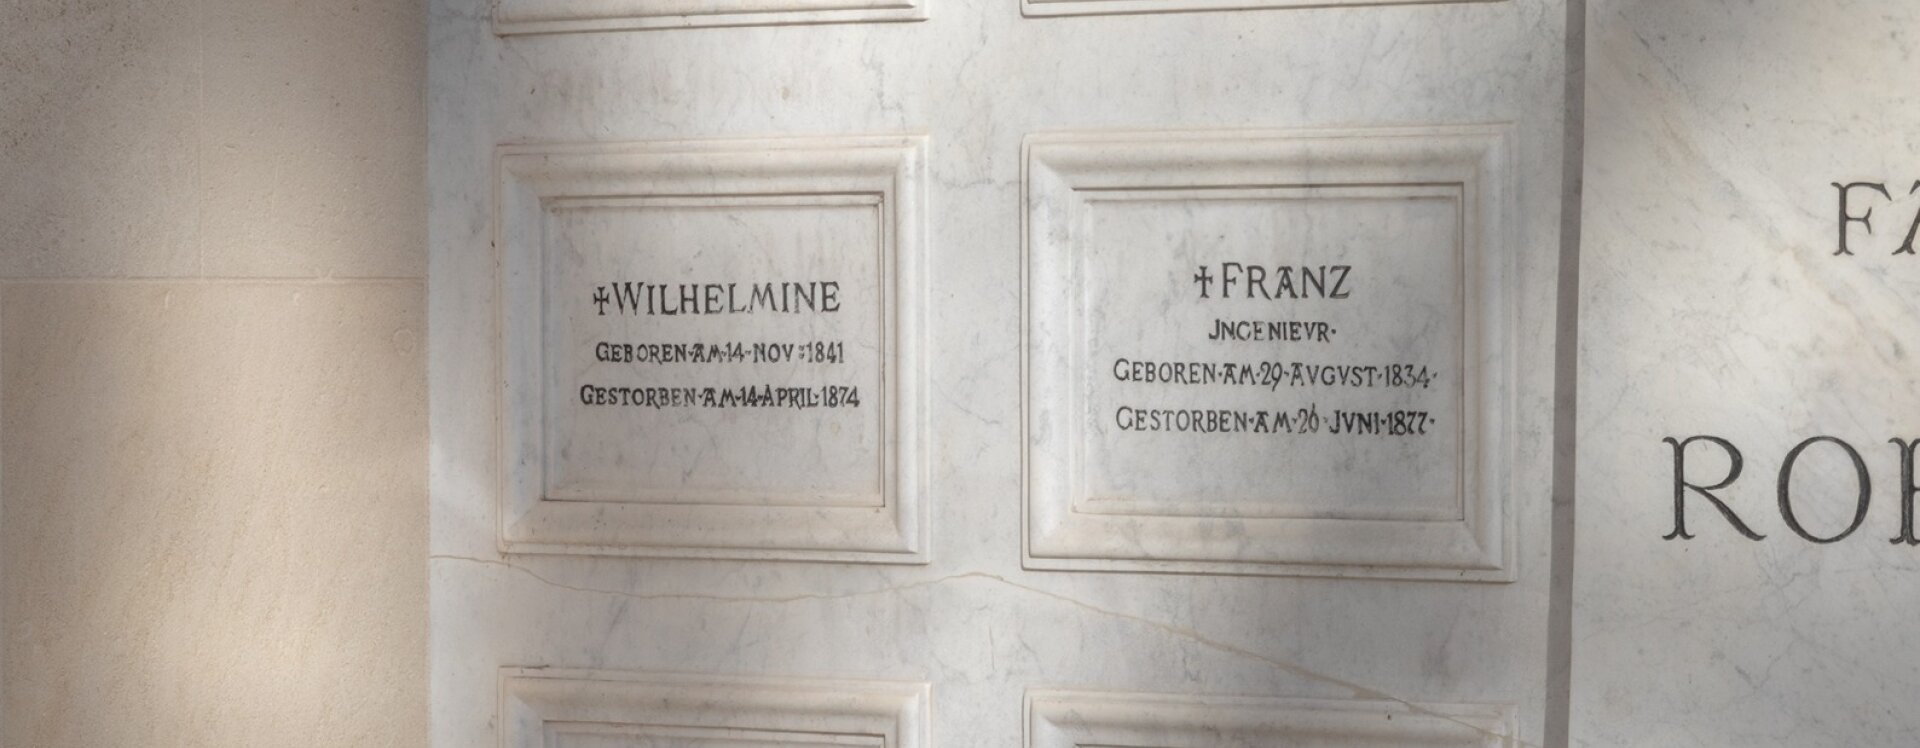 ✝WILHELMINE
GEBOREN·AM·14·NOV·1841
GESTORBEN·AM·14·APRIL·1874
✝FRANZ
JNGENIEVR·
GEBOREN·AM·29·AVGVST·1834·
GESTORBEN·AM·26·JVNI·1877·